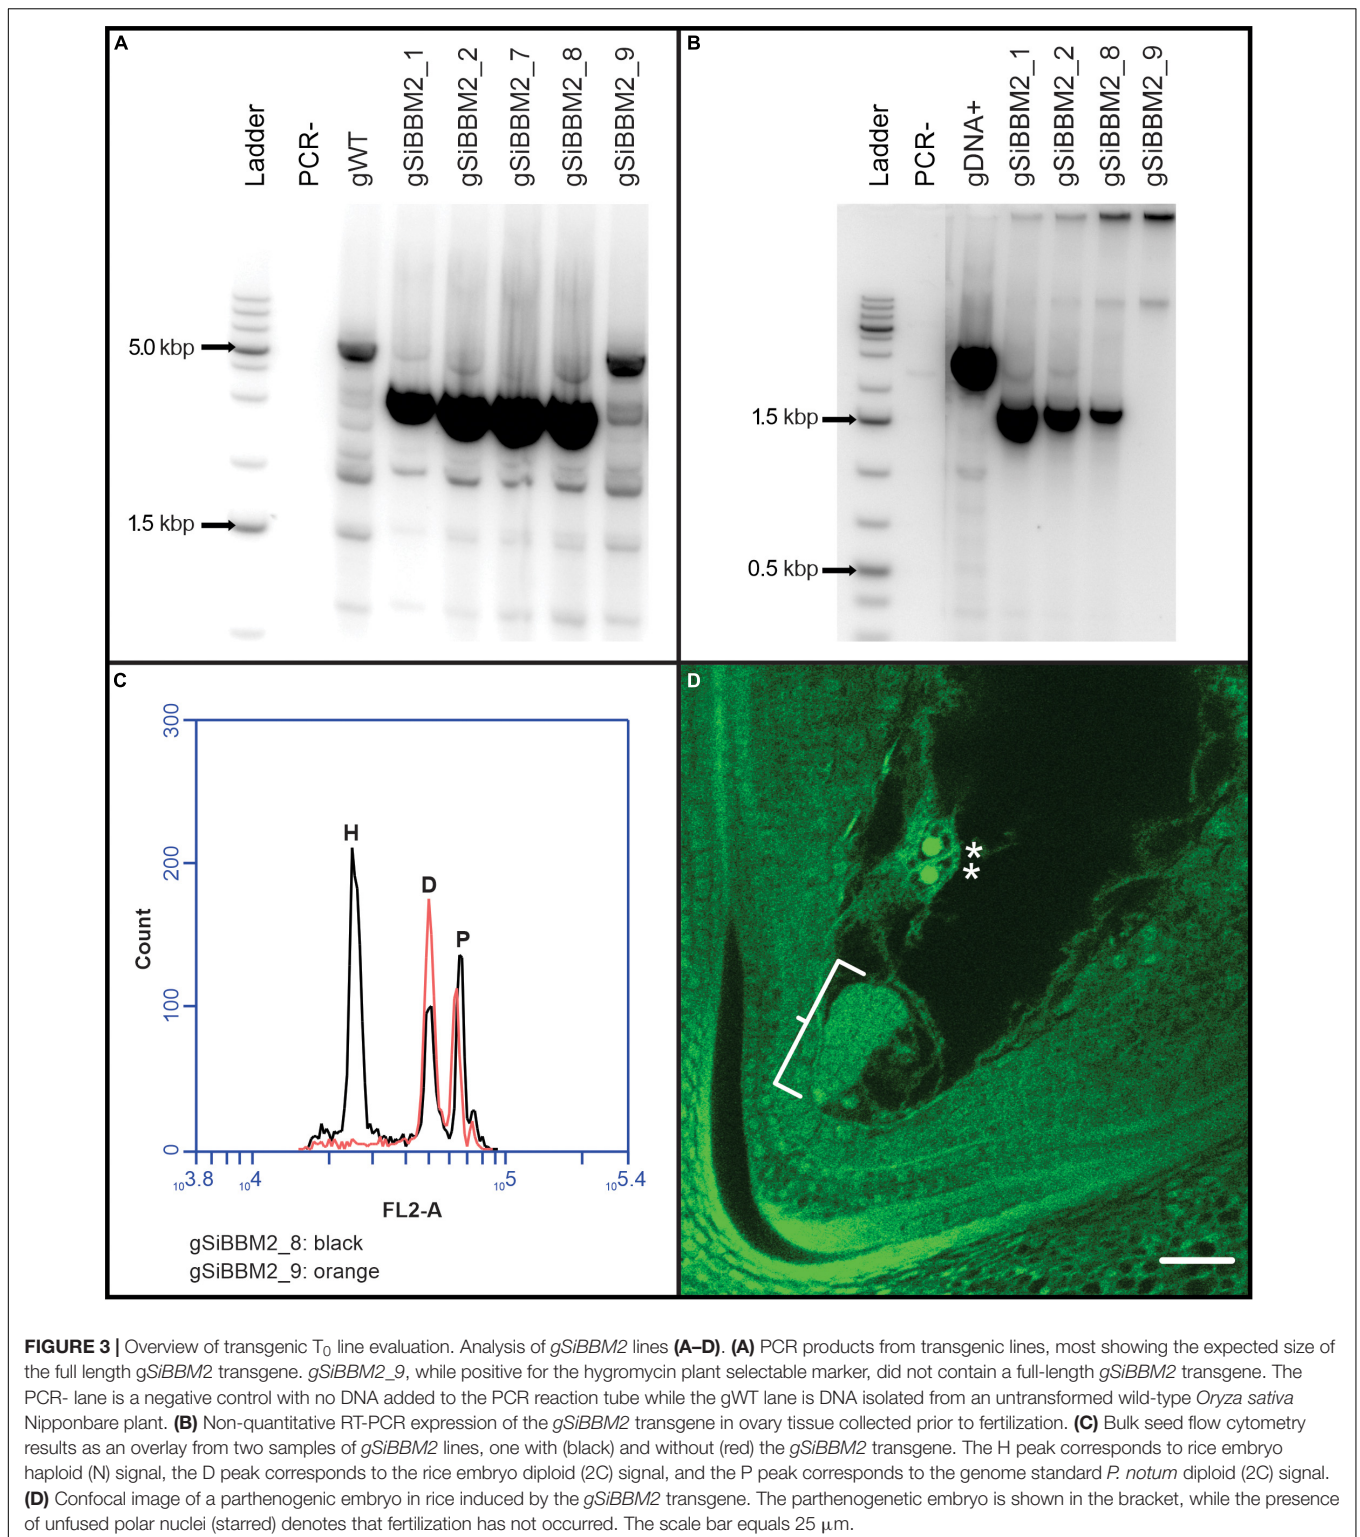 A
Ladder
PCR-
gWT
gSiBBM2_1
gSiBBM2_2
gSiBBM2_7
gSiBBM2_8
gSiBBM2_9
5.0 kbp
1.5 kbp
B
Ladder
PCR-
gDNA+
gSiBBM2_1
gSiBBM2_2
gSiBBM2_8
gSiBBM2_9
1.5 kbp
0.5 kbp
C
300
200
100
0
Count
H
D
P
10^3.8
10^4
10^5
10^5.4
FL2-A
gSiBBM2_8: black
gSiBBM2_9: orange
D
*
*
FIGURE 3 | Overview of transgenic T0 line evaluation. Analysis of gSiBBM2 lines (A–D). (A) PCR products from transgenic lines, most showing the expected size of
the full length gSiBBM2 transgene. gSiBBM2_9, while positive for the hygromycin plant selectable marker, did not contain a full-length gSiBBM2 transgene. The
PCR- lane is a negative control with no DNA added to the PCR reaction tube while the gWT lane is DNA isolated from an untransformed wild-type Oryza sativa
Nipponbare plant. (B) Non-quantitative RT-PCR expression of the gSiBBM2 transgene in ovary tissue collected prior to fertilization. (C) Bulk seed flow cytometry
results as an overlay from two samples of gSiBBM2 lines, one with (black) and without (red) the gSiBBM2 transgene. The H peak corresponds to rice embryo
haploid (N) signal, the D peak corresponds to the rice embryo diploid (2C) signal, and the P peak corresponds to the genome standard P. notum diploid (2C) signal.
(D) Confocal image of a parthenogenic embryo in rice induced by the gSiBBM2 transgene. The parthenogenetic embryo is shown in the bracket, while the presence
of unfused polar nuclei (starred) denotes that fertilization has not occurred. The scale bar equals 25 μm.